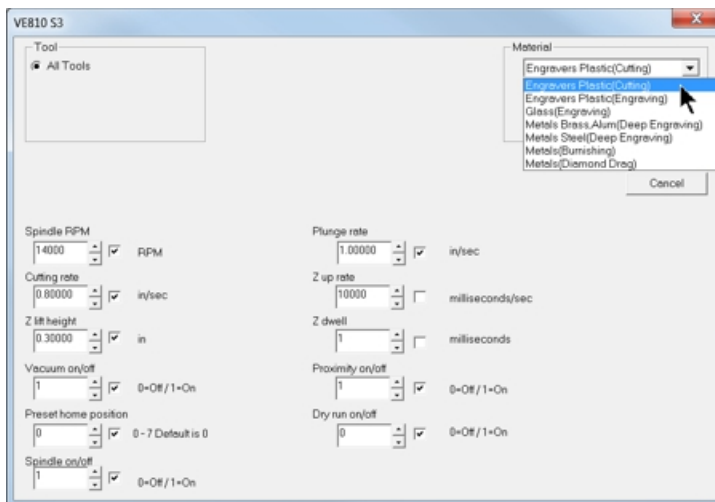 VE810 S3
Tool
All Tools
Material
Engravers Plastic(Cutting)
Engravers Plastic(Cutting)
Engravers Plastic(Engraving)
Glass(Engraving)
Metals Brass,Alum(Deep Engraving)
Metals Steel(Deep Engraving)
Metals(Burnishing)
Metals(Diamond Drag)
Cancel
Spindle RPM
14000 RPM
Plunge rate
1.00000 in/sec
Cutting rate
0.80000 in/sec
Z up rate
10000 milliseconds/sec
Z lift height
0.30000 in
Z dwell
1 milliseconds
Vacuum on/off
1 0=Off/1=On
Proximity on/off
1 0=Off/1=On
Preset home position
0 0-7 Default is 0
Dry run on/off
0 0=Off/1=On
Spindle on/off
1 0=Off/1=On